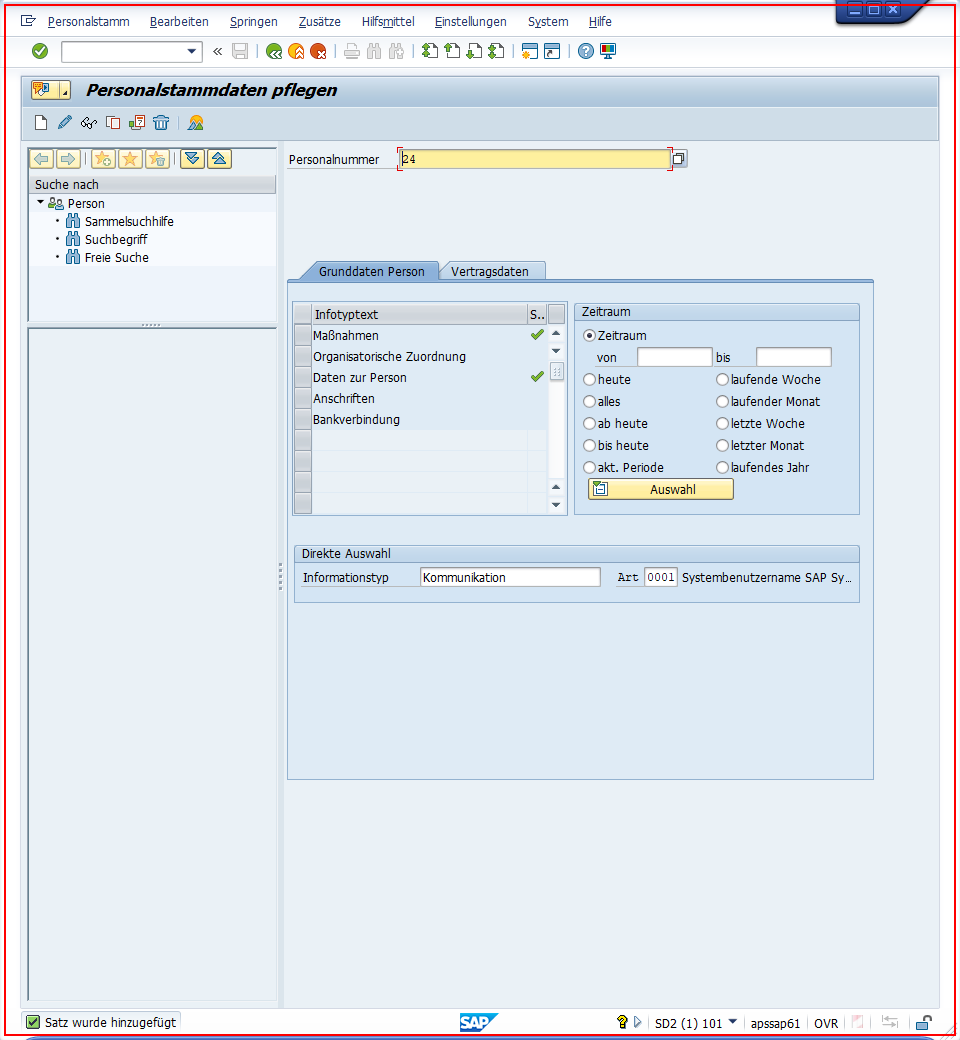 Personalstamm Bearbeiten Springen Zusätze Hilfsmittel Einstellungen System Hilfe
Personalstammdaten pflegen
Personalnummer 24
Suche nach
Person
Sammelsuchhilfe
Suchbegriff
Freie Suche
Grunddaten Person Vertragsdaten
Infotyptext S..
Maßnahmen
Organisatorische Zuordnung
Daten zur Person
Anschriften
Bankverbindung
Zeitraum
Zeitraum
von bis
heute laufende Woche
alles laufender Monat
ab heute letzte Woche
bis heute letzter Monat
akt. Periode laufendes Jahr
Auswahl
Direkte Auswahl
Informationstyp Kommunikation Art 0001 Systembenutzername SAP Sy...
Satz wurde hinzugefügt SAP SD2 (1) 101 apssap61 OVR